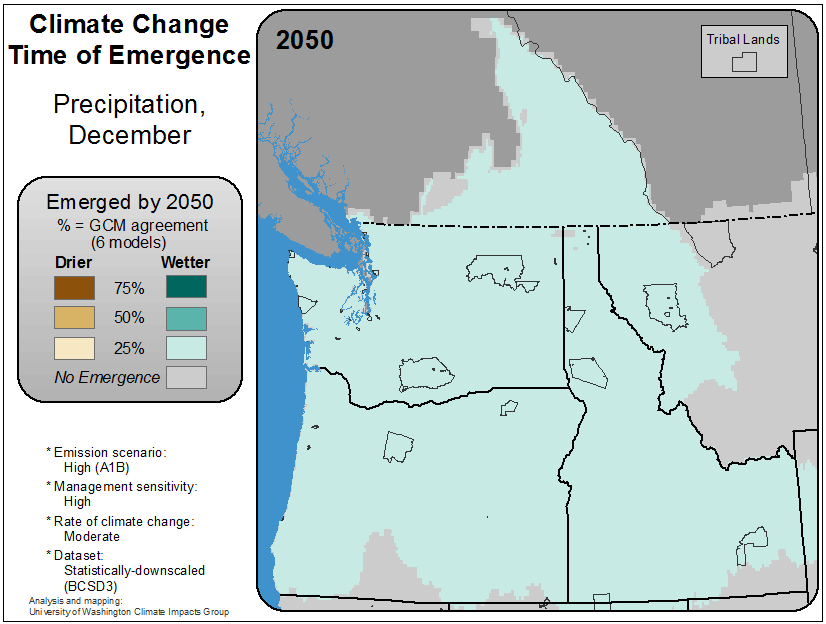 Climate Change
Time of Emergence
Precipitation,
December
Emerged by 2050
% = GCM agreement
(6 models)
Drier Wetter
75%
50%
25%
No Emergence
* Emission scenario:
High (A1B)
* Management sensitivity:
High
* Rate of climate change:
Moderate
* Dataset:
Statistically-downscaled
(BCSD3)
Analysis and mapping:
University of Washington Climate Impacts Group
2050
Tribal Lands